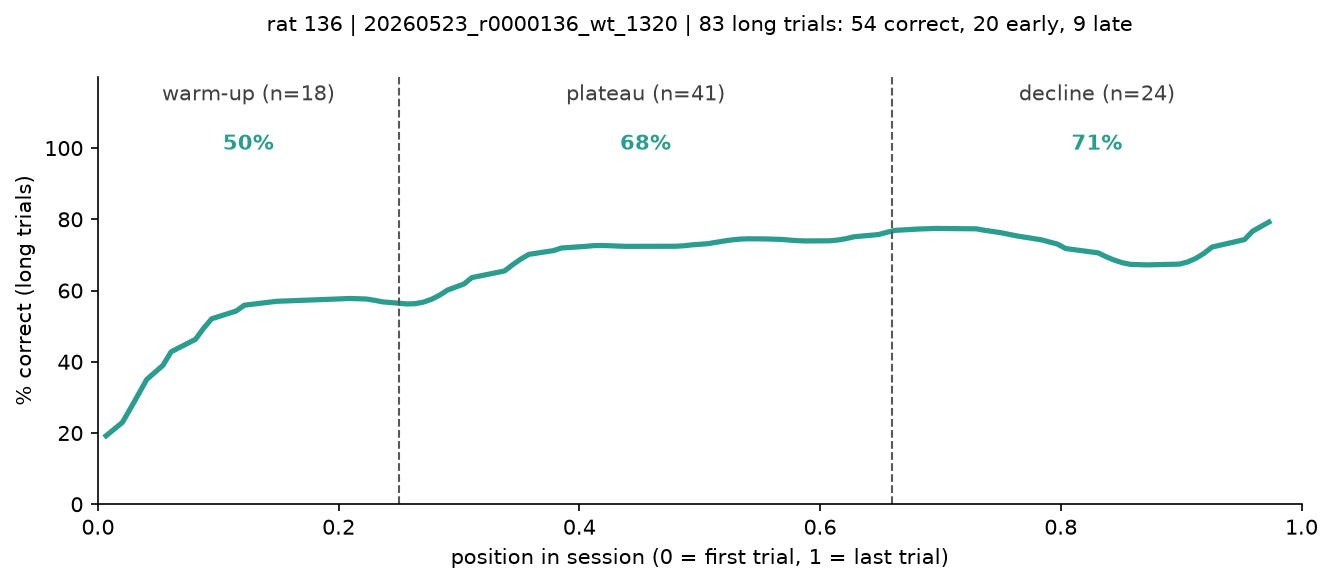 rat 136 | 20260523_r0000136_wt_1320 | 83 long trials: 54 correct, 20 early, 9 late
warm-up (n=18)
plateau (n=41)
decline (n=24)
50%
68%
71%
% correct (long trials)
100
80
60
40
20
0
0.0
0.2
0.4
0.6
0.8
1.0
position in session (0 = first trial, 1 = last trial)